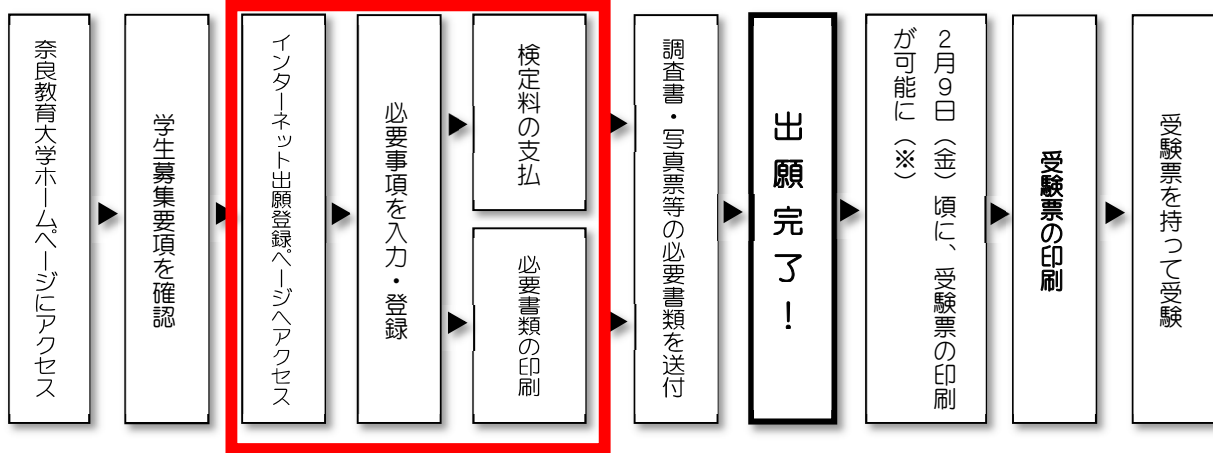 奈良教育大学ホームページにアクセス
学生募集要項を確認
インターネット出願登録ページへアクセス
必要事項を入力・登録
検定料の支払
必要書類の印刷
調査書・写真票等の必要書類を送付
出願完了！
２月９日（金）頃に、受験票の印刷
が可能に（※）
受験票の印刷
受験票を持って受験